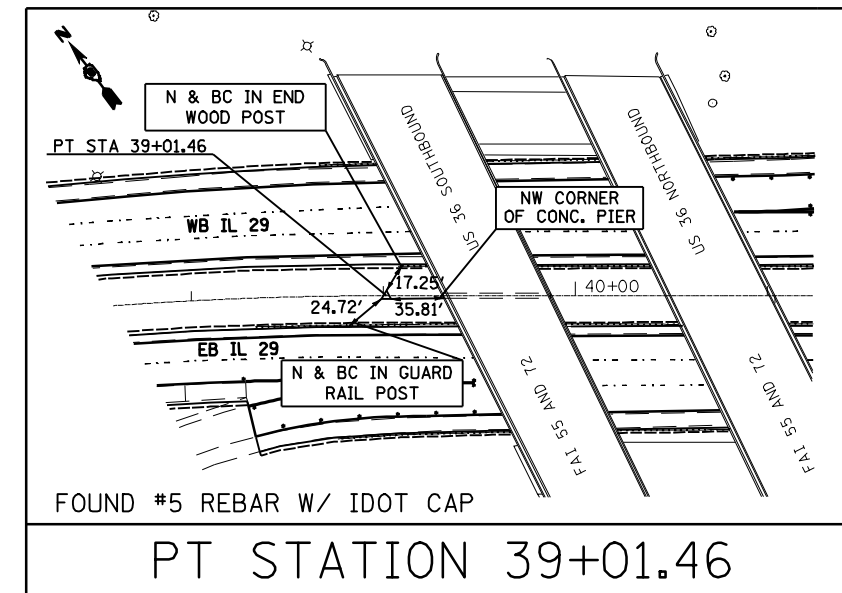 N
N & BC IN END
WOOD POST
PT STA 39+01.46
US 36 SOUTHBOUND
US 36 NORTHBOUND
NW CORNER
OF CONC. PIER
WB IL 29
17.25'
40+00
24.72'
35.81'
EB IL 29
N & BC IN GUARD
RAIL POST
FAI 55 AND 72
FAI 55 AND 72
FOUND #5 REBAR W/ IDOT CAP
PT STATION 39+01.46